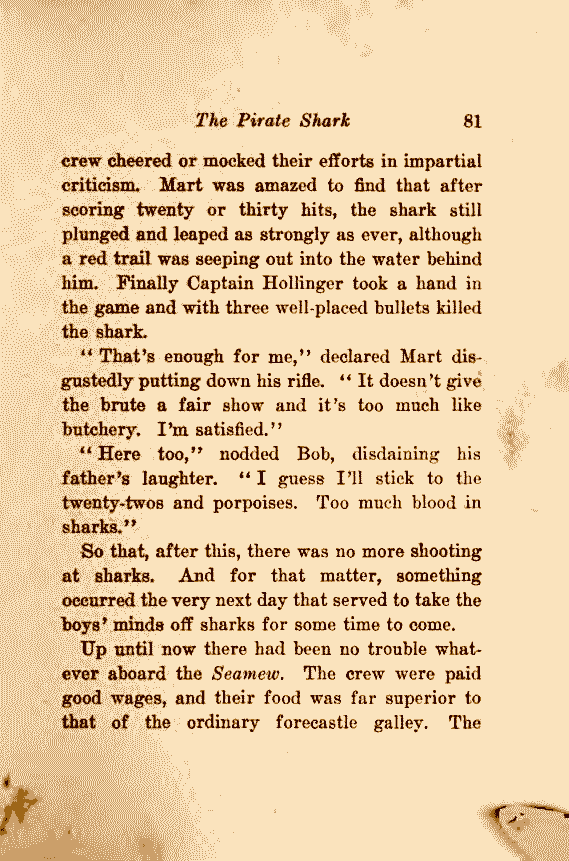 The Pirate Shark 81
crew cheered or mocked their efforts in impartial
criticism. Mart was amazed to find that after
scoring twenty or thirty hits, the shark still
plunged and leaped as strongly as ever, although
a red trail was seeping out into the water behind
him. Finally Captain Hollinger took a hand in
the game and with three well-placed bullets killed
the shark.
“ That’s enough for me,” declared Mart dis-
gustedly putting down his rifle. “ It doesn’t give
the brute a fair show and it’s too much like
butchery. I’m satisfied.”
“ Here too,” nodded Bob, disdaining his
father’s laughter. “ I guess I’ll stick to the
twenty-twos and porpoises. Too much blood in
sharks.”
So that, after this, there was no more shooting
at sharks. And for that matter, something
occurred the very next day that served to take the
boys’ minds off sharks for some time to come.
Up until now there had been no trouble what-
ever aboard the Seamew. The crew were paid
good wages, and their food was far superior to
that of the ordinary forecastle galley. The